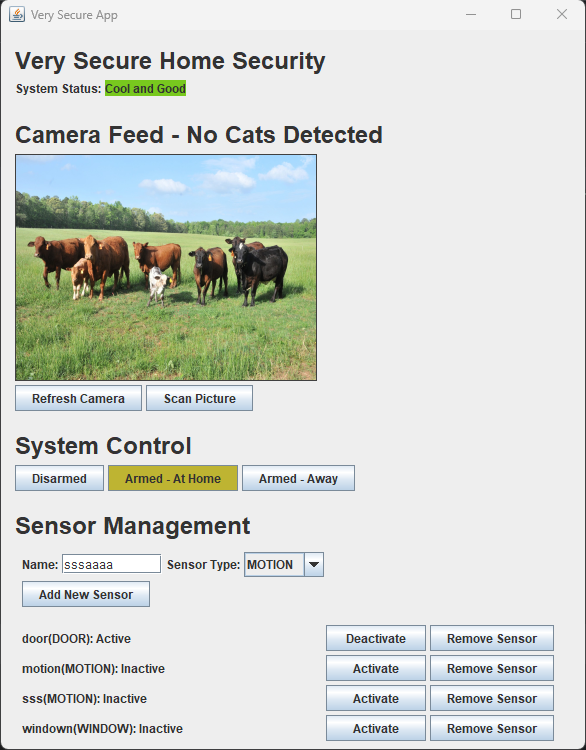 Very Secure App
Very Secure Home Security
System Status: Cool and Good
Camera Feed - No Cats Detected
Refresh Camera Scan Picture
System Control
Disarmed Armed - At Home Armed - Away
Sensor Management
Name: sssaaaa Sensor Type: MOTION
Add New Sensor
door(DOOR): Active Deactivate Remove Sensor
motion(MOTION): Inactive Activate Remove Sensor
sss(MOTION): Inactive Activate Remove Sensor
windown(WINDOW): Inactive Activate Remove Sensor